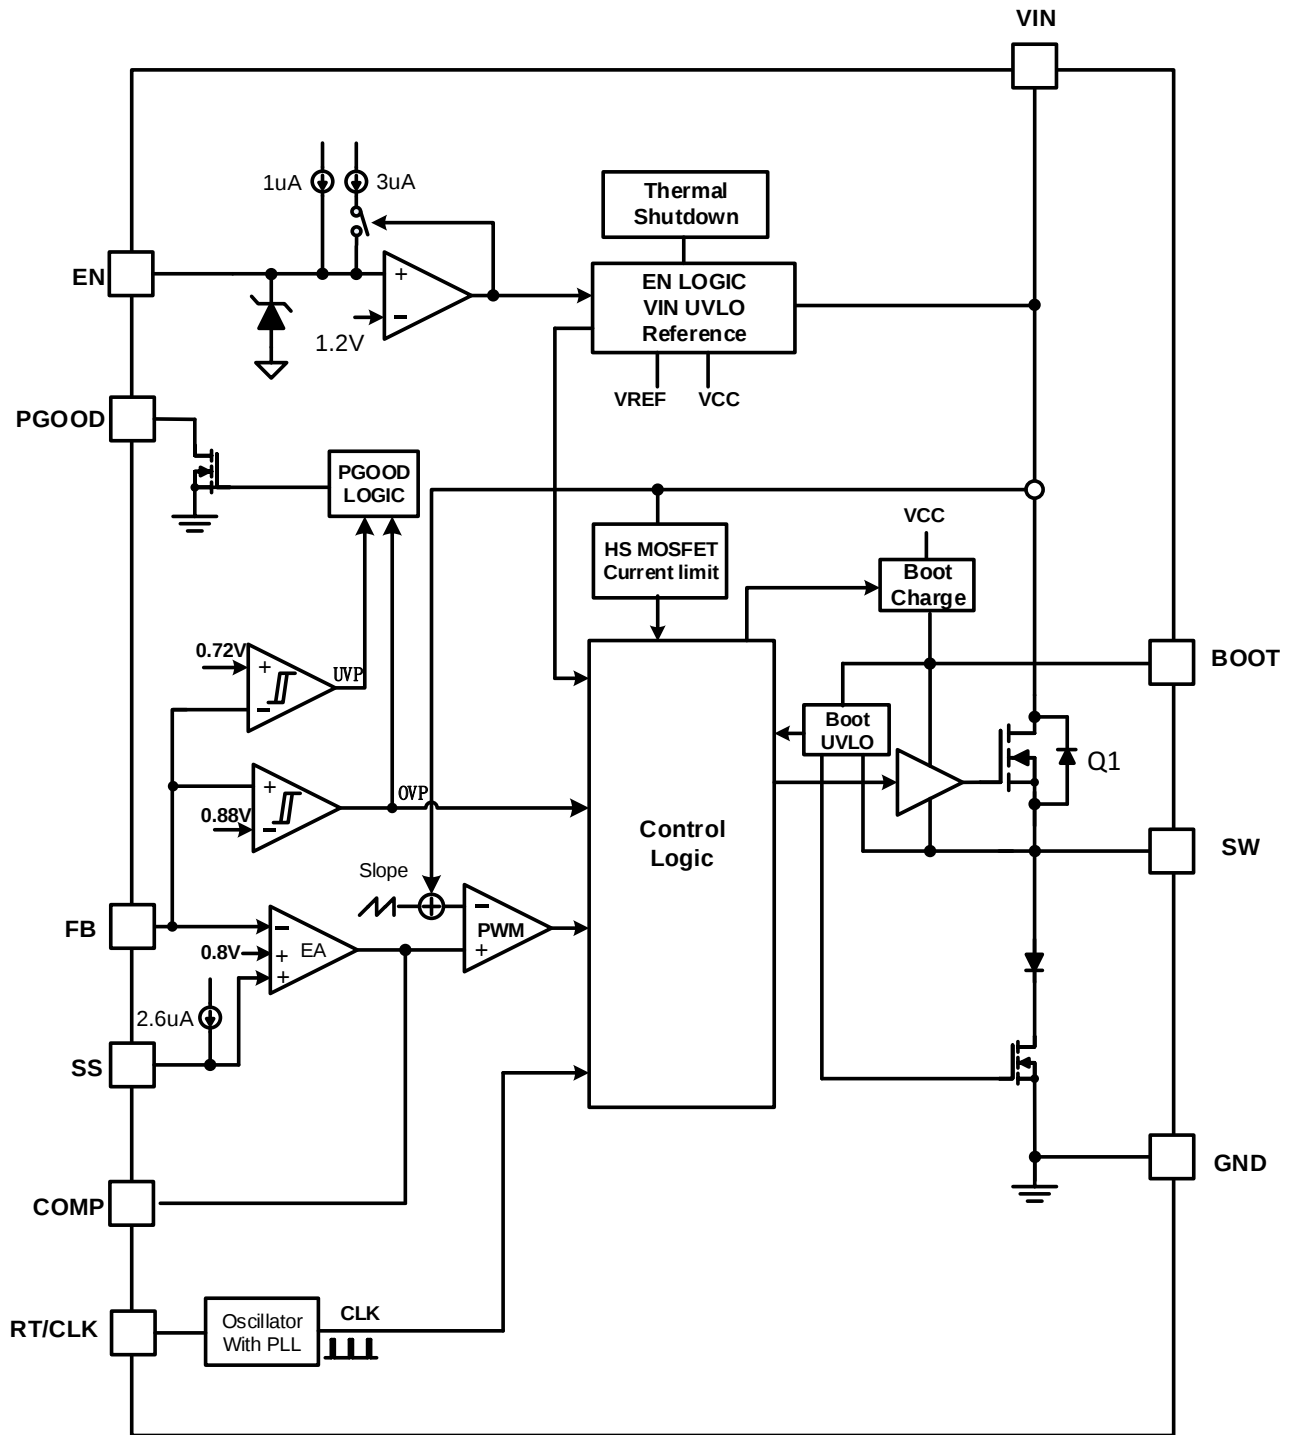 VIN
1uA
3uA
Thermal
Shutdown
EN
+
−
1.2V
EN LOGIC
VIN UVLO
Reference
VREF
VCC
PGOOD
PGOOD
LOGIC
HS MOSFET
Current limit
VCC
Boot
Charge
0.72V
+
−
UVP
BOOT
Boot
UVLO
Q1
+
0.88V
−
OVP
Control
Logic
SW
Slope
−
PWM
+
FB
−
0.8V
+
EA
+
2.6uA
SS
GND
COMP
RT/CLK
Oscillator
With PLL
CLK